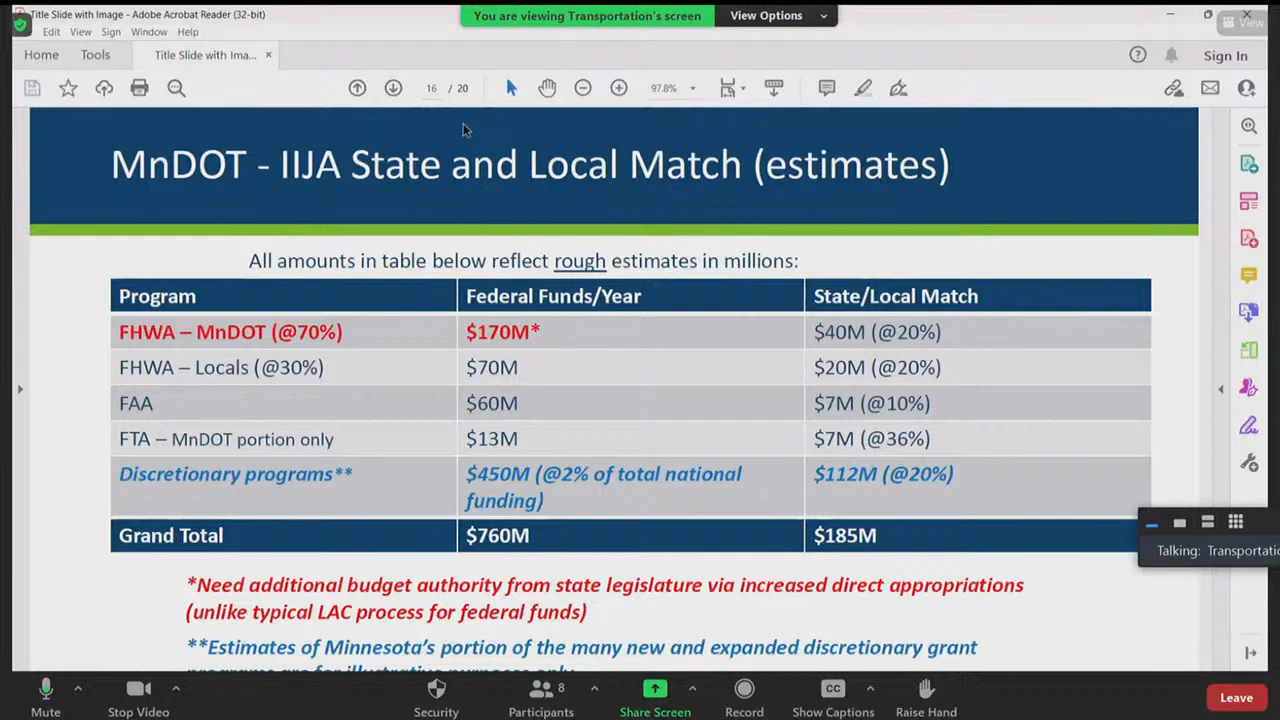 Title Slide with Image - Adobe Acrobat Reader (32-bit)
You are viewing Transportation's screen
View Options
View
Edit View Sign Window Help
Home Tools Title Slide with Ima... × Sign In
16 / 20 97.8%
MnDOT - IIJA State and Local Match (estimates)
All amounts in table below reflect rough estimates in millions:
Program Federal Funds/Year State/Local Match
FHWA – MnDOT (@70%) $170M* $40M (@20%)
FHWA – Locals (@30%) $70M $20M (@20%)
FAA $60M $7M (@10%)
FTA – MnDOT portion only $13M $7M (@36%)
Discretionary programs** $450M (@2% of total national $112M (@20%)
funding)
Grand Total $760M $185M
Talking: Transportatio
*Need additional budget authority from state legislature via increased direct appropriations
(unlike typical LAC process for federal funds)
**Estimates of Minnesota's portion of the many new and expanded discretionary grant
programs are for illustrative purposes only
8
Mute Stop Video Security Participants Share Screen Record CC Show Captions Raise Hand Leave